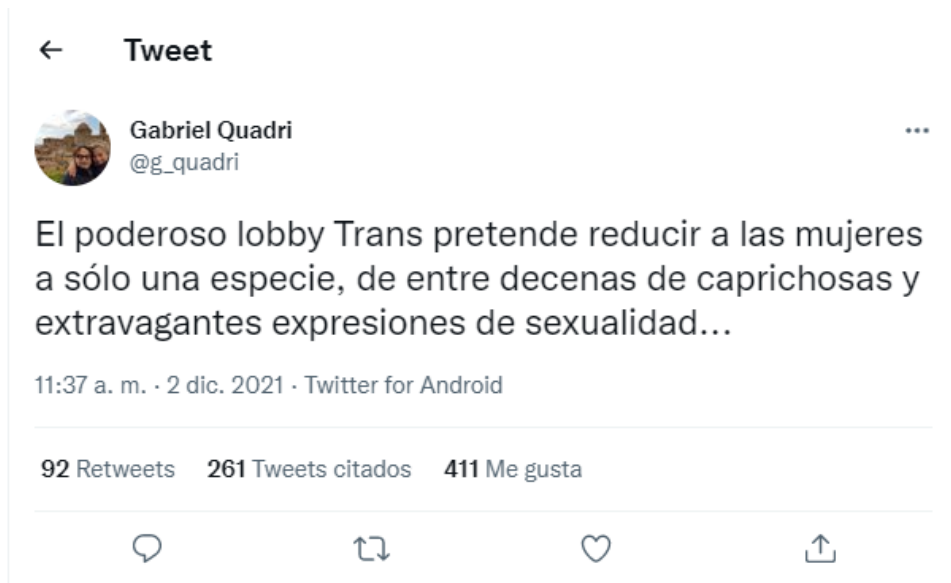 Tweet
Gabriel Quadri
@g_quadri
El poderoso lobby Trans pretende reducir a las mujeres
a sólo una especie, de entre decenas de caprichosas y
extravagantes expresiones de sexualidad...
11:37 a. m. · 2 dic. 2021 · Twitter for Android
92 Retweets 261 Tweets citados 411 Me gusta